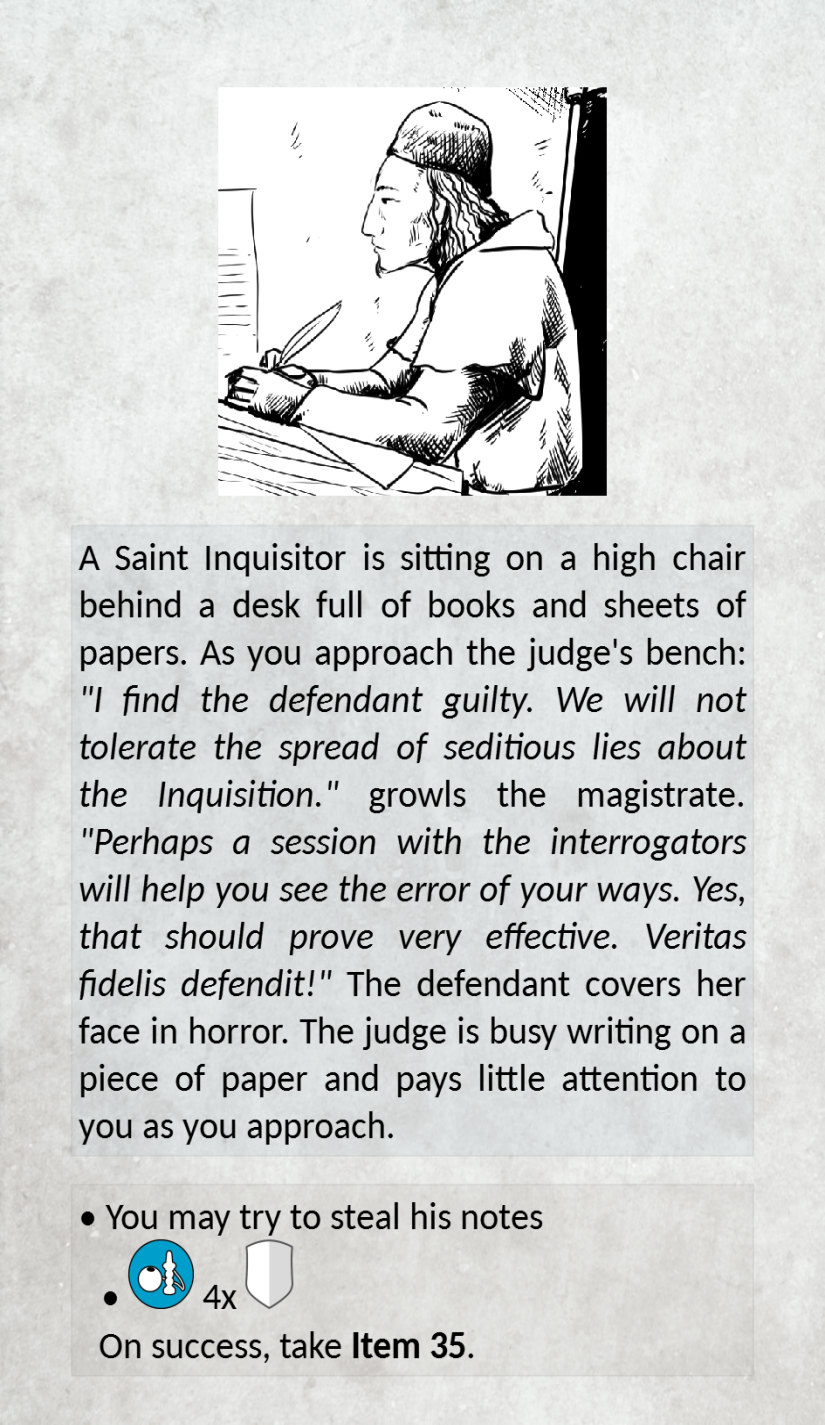 A Saint Inquisitor is sitting on a high chair
behind a desk full of books and sheets of
papers. As you approach the judge's bench:
"I find the defendant guilty. We will not
tolerate the spread of seditious lies about
the Inquisition." growls the magistrate.
"Perhaps a session with the interrogators
will help you see the error of your ways. Yes,
that should prove very effective. Veritas
fidelis defendit!" The defendant covers her
face in horror. The judge is busy writing on a
piece of paper and pays little attention to
you as you approach.
• You may try to steal his notes
• 4x
On success, take Item 35.